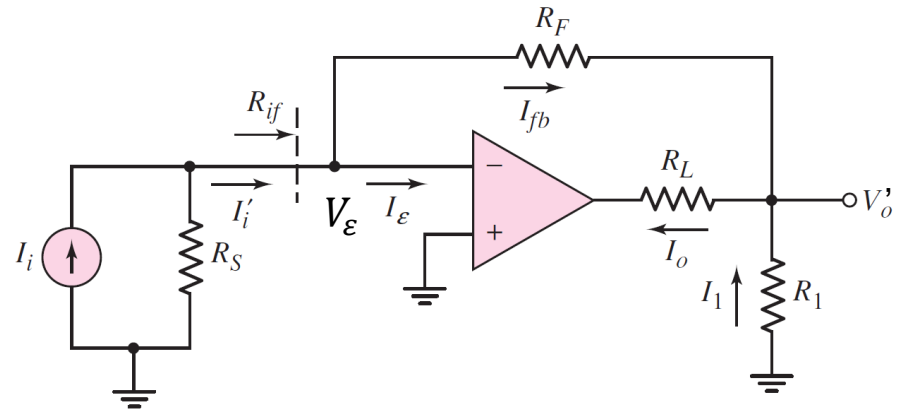 R_F
R_if
I_fb
R_L
I_i'
V_ε
I_ε
−
+
V_o'
I_i
R_S
I_o
I_1
R_1